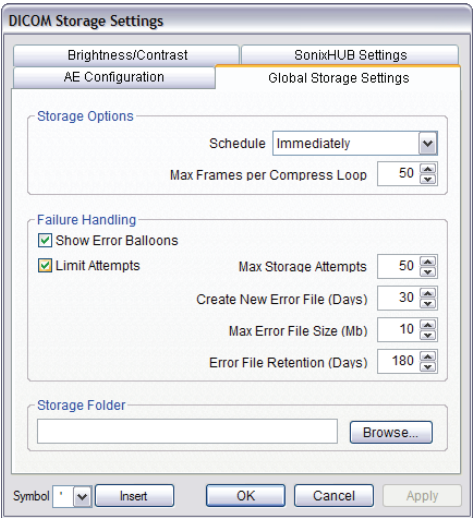 DICOM Storage Settings
Brightness/Contrast SonixHUB Settings
AE Configuration Global Storage Settings
Storage Options
Schedule Immediately
Max Frames per Compress Loop 50
Failure Handling
Show Error Balloons
Limit Attempts Max Storage Attempts 50
Create New Error File (Days) 30
Max Error File Size (Mb) 10
Error File Retention (Days) 180
Storage Folder
Browse...
Symbol ' Insert OK Cancel Apply